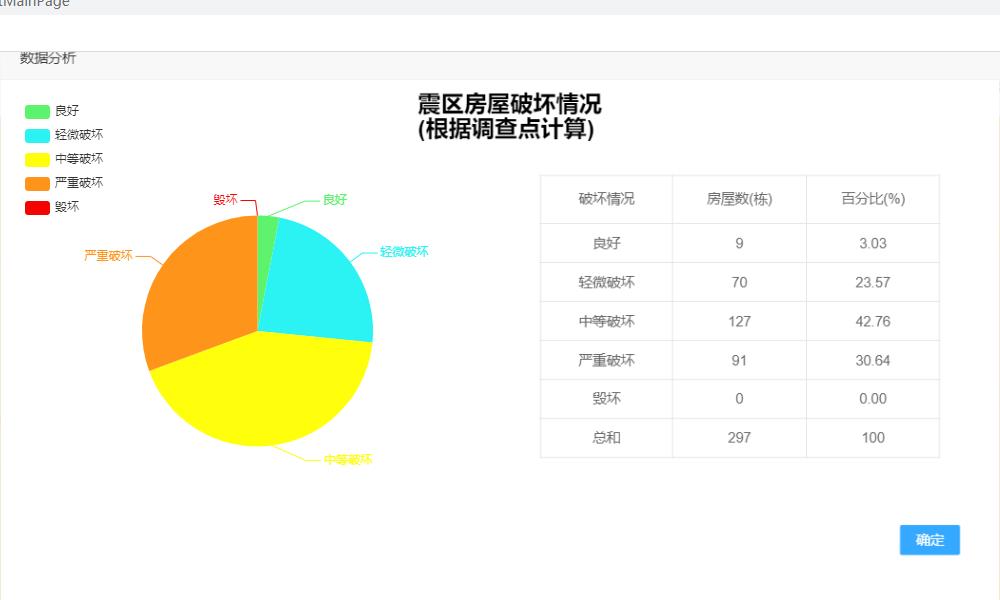 数据分析
良好
轻微破坏
中等破坏
严重破坏
毁坏
震区房屋破坏情况
(根据调查点计算)
毁坏
良好
轻微破坏
严重破坏
中等破坏
破坏情况 房屋数(栋) 百分比(%)
良好 9 3.03
轻微破坏 70 23.57
中等破坏 127 42.76
严重破坏 91 30.64
毁坏 0 0.00
总和 297 100
确定